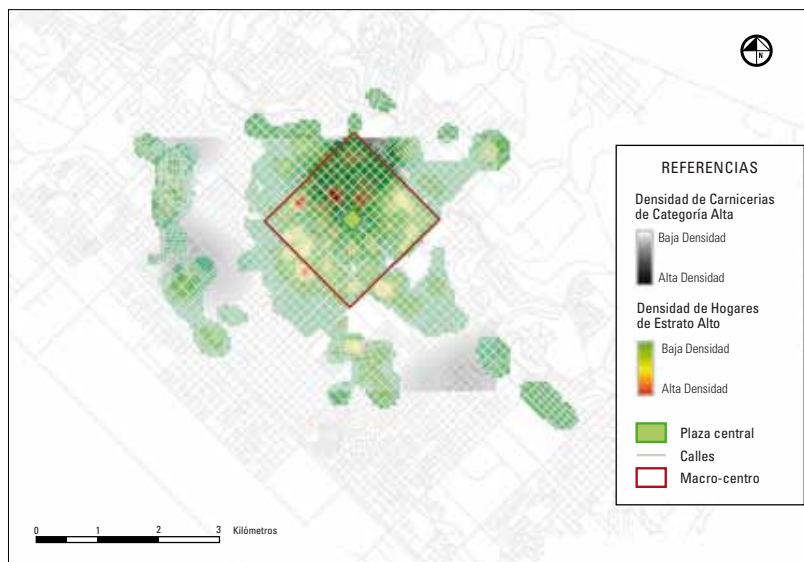 N
REFERENCIAS
Densidad de Carnicerias
de Categoría Alta
Baja Densidad
Alta Densidad
Densidad de Hogares
de Estrato Alto
Baja Densidad
Alta Densidad
Plaza central
Calles
Macro-centro
0 1 2 3 Kilómetros